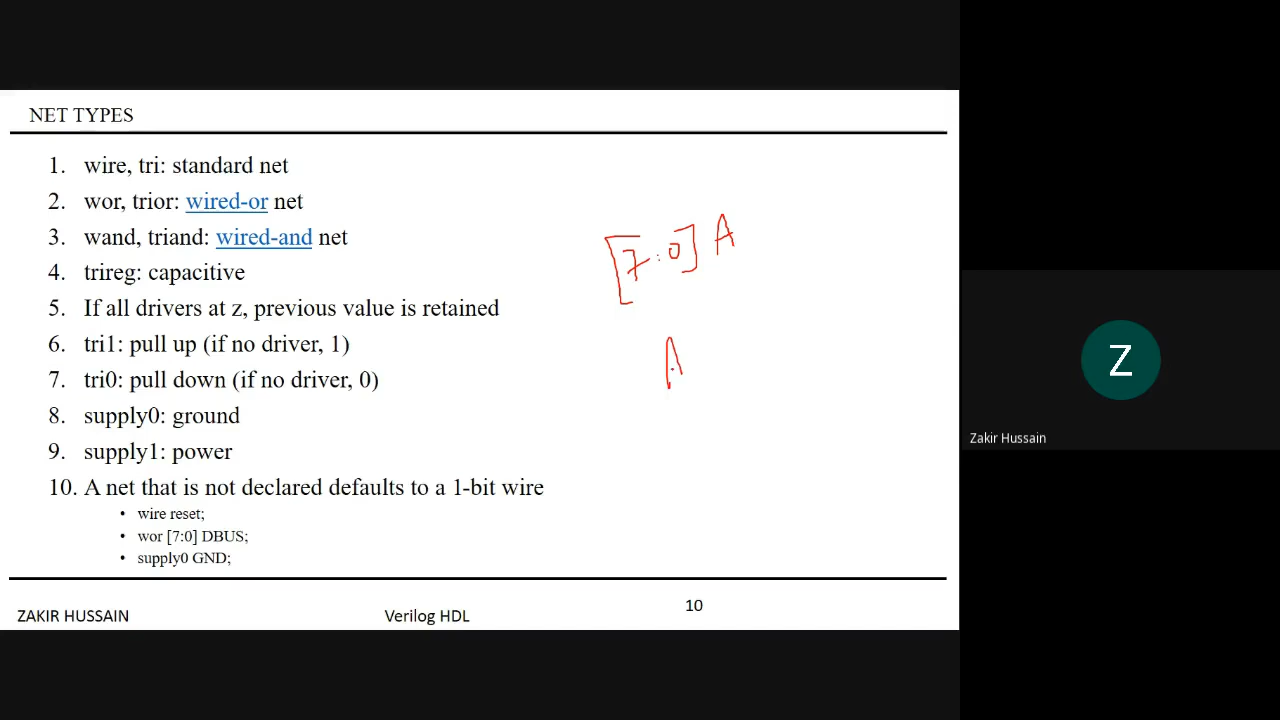 NET TYPES
1. wire, tri: standard net
2. wor, trior: wired-or net
3. wand, triand: wired-and net
4. trireg: capacitive
5. If all drivers at z, previous value is retained
6. tri1: pull up (if no driver, 1)
7. tri0: pull down (if no driver, 0)
8. supply0: ground
9. supply1: power
10. A net that is not declared defaults to a 1-bit wire
• wire reset;
• wor [7:0] DBUS;
• supply0 GND;
[7:0] A
A
ZAKIR HUSSAIN
Verilog HDL
10
Z
Zakir Hussain